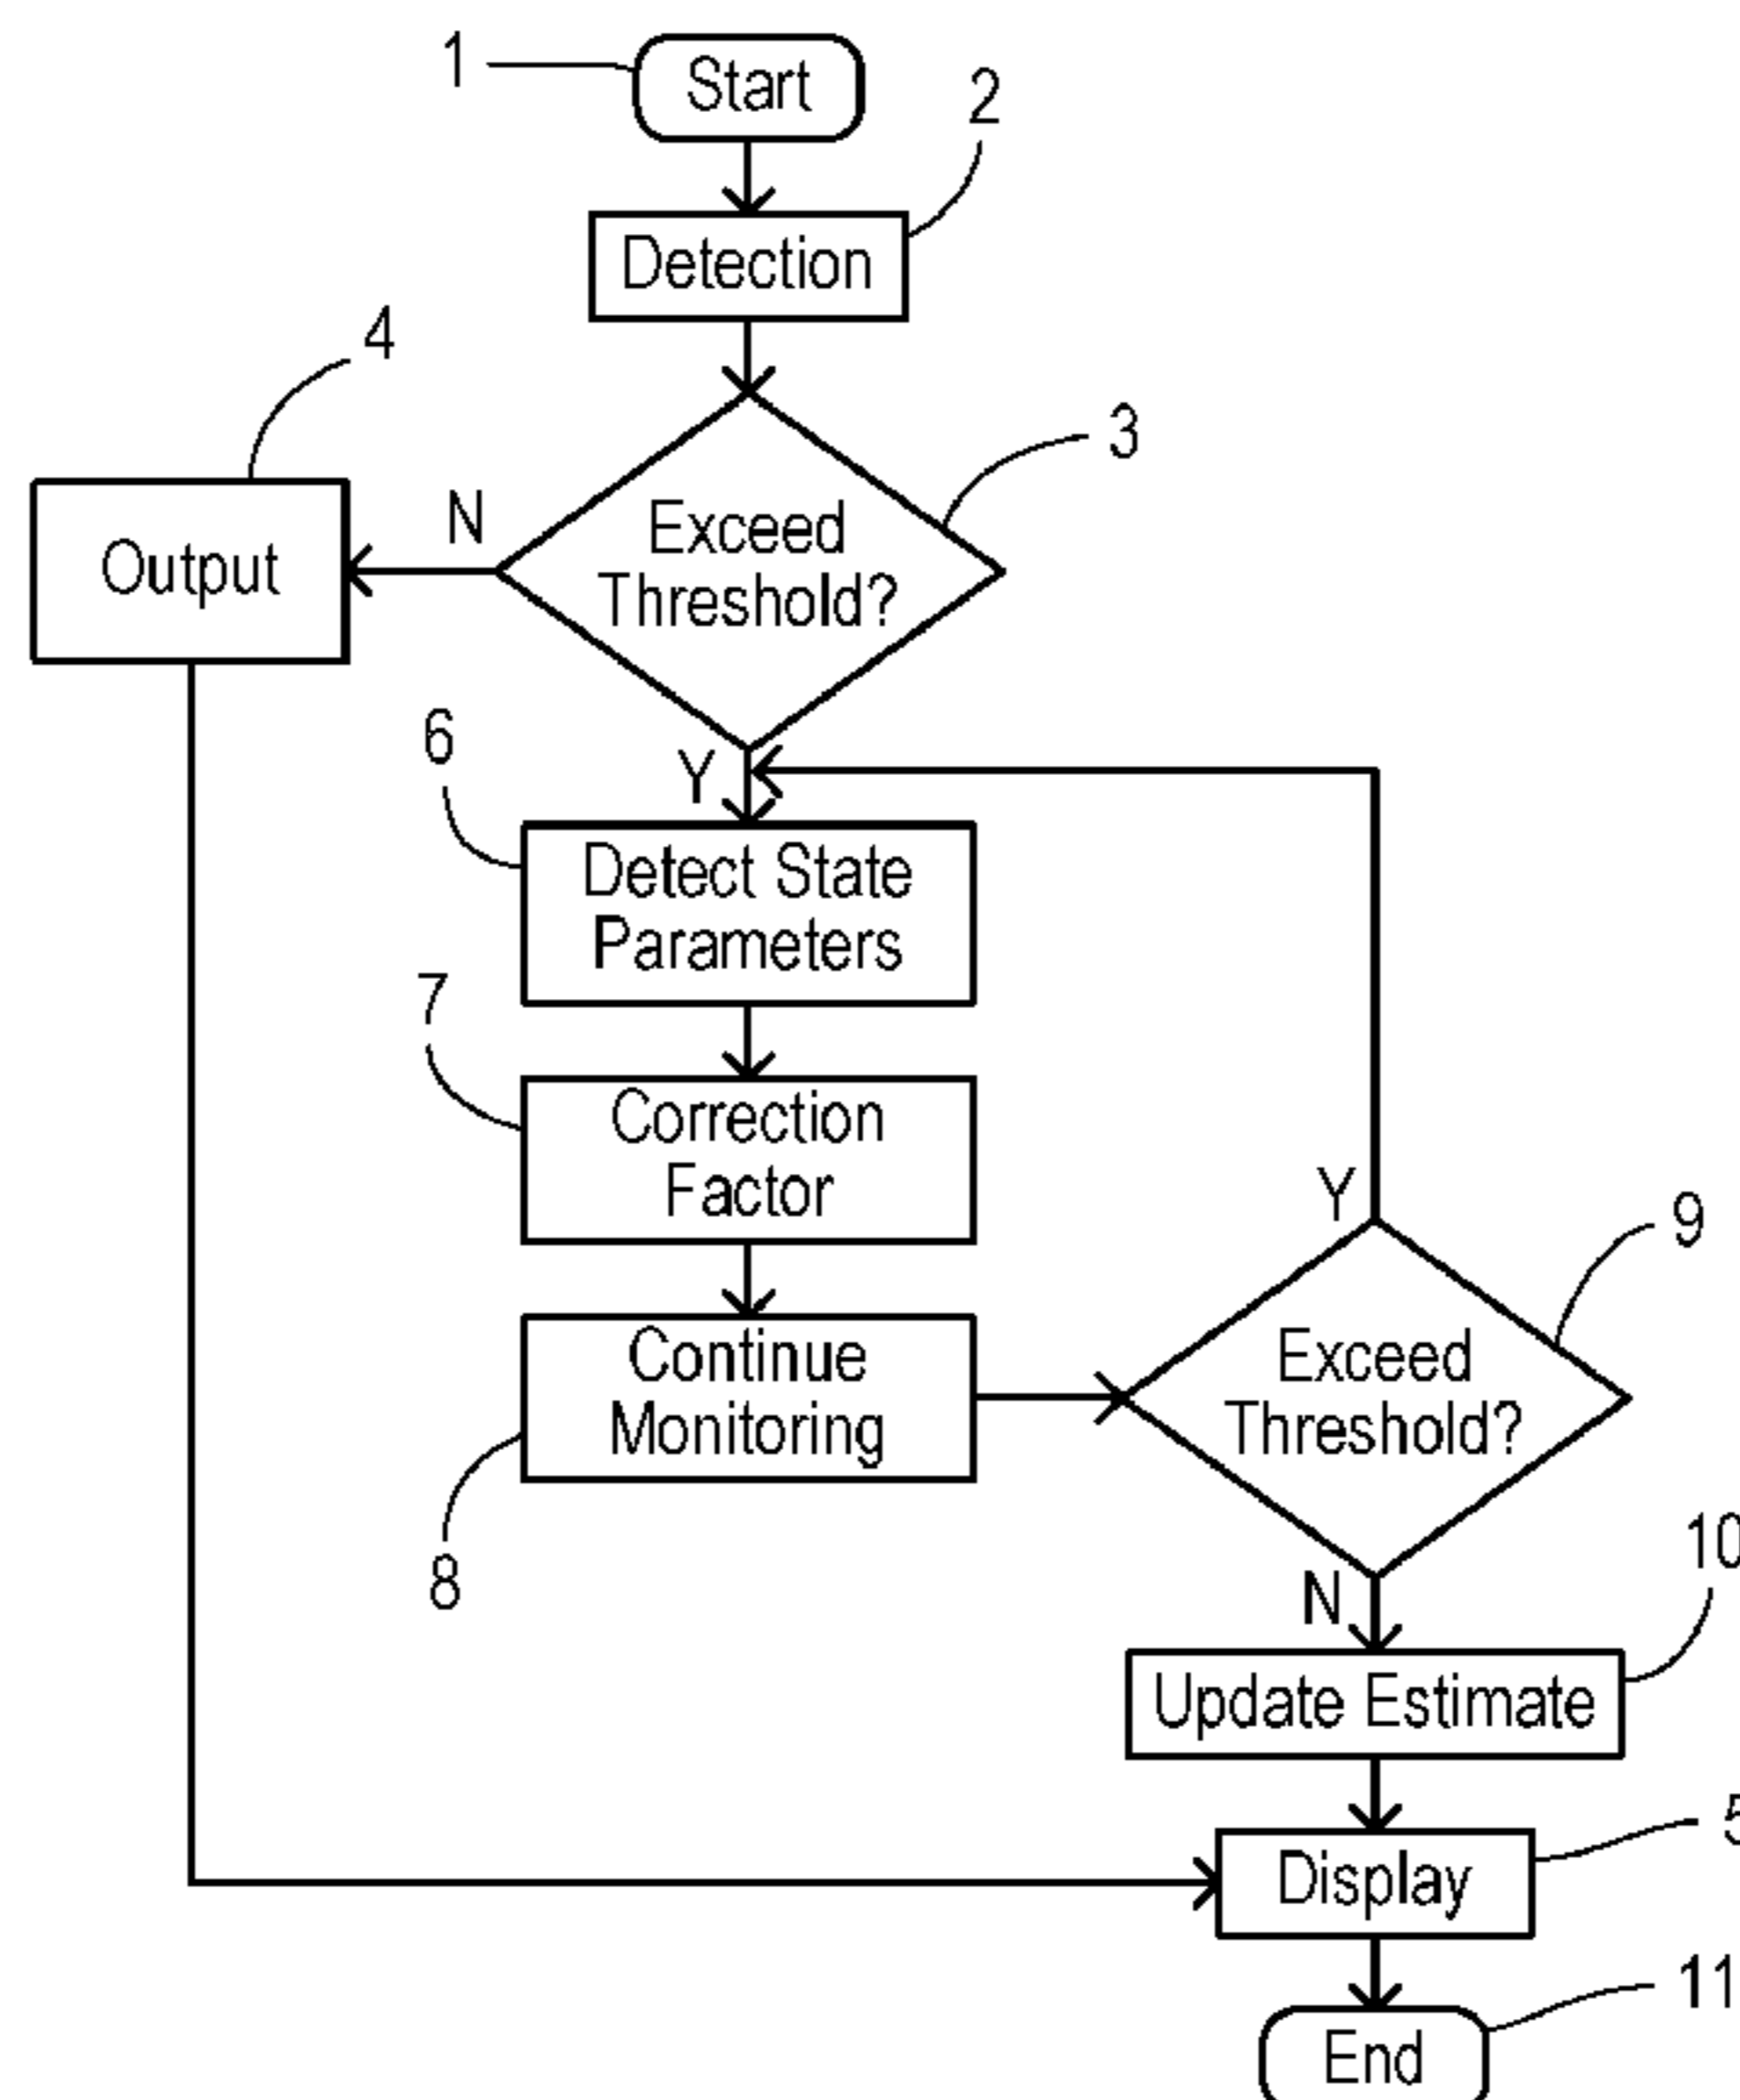 1
Start
2
Detection
4
3
N
Exceed
Threshold?
Output
6
Y
Detect State
Parameters
7
Correction
Factor
Y
9
Continue
Monitoring
Exceed
Threshold?
8
10
N
Update Estimate
5
Display
11
End